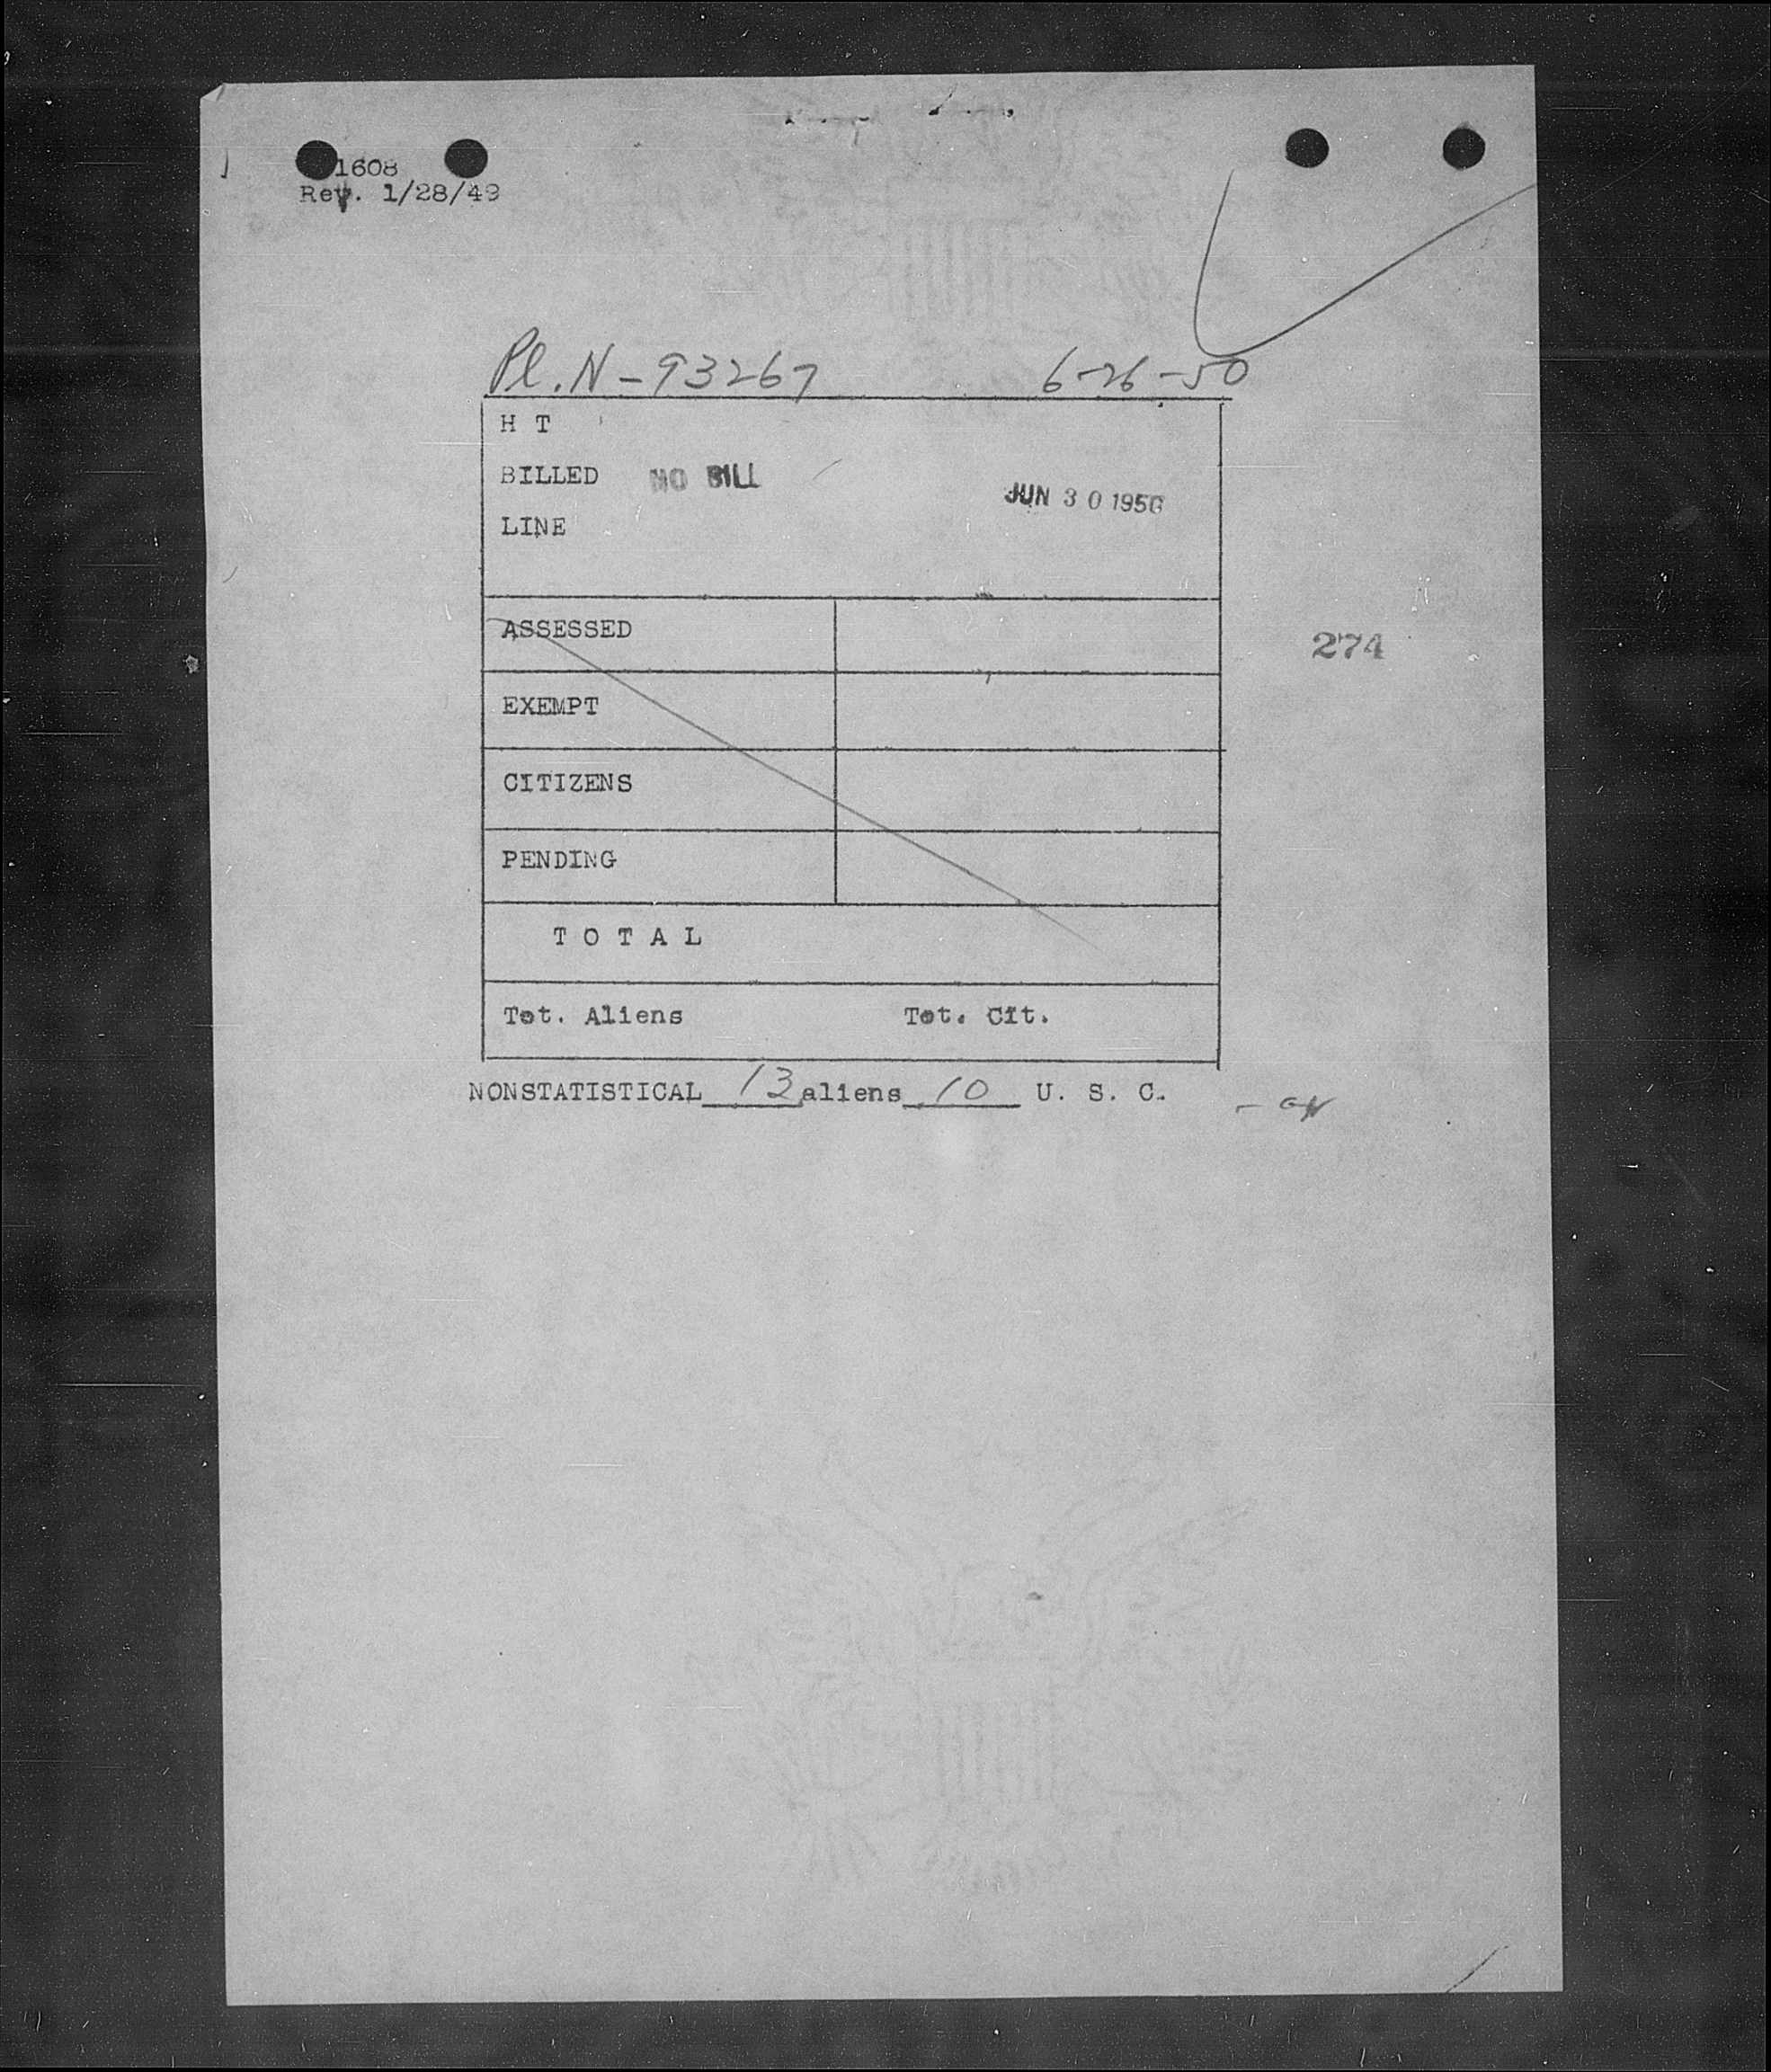 1608
Rev. 1/28/49
Pl. N-93267 6-26-50
H T
BILLED NO BILL
JUN 30 1950
LINE
ASSESSED
274
EXEMPT
CITIZENS
PENDING
T O T A L
Tot. Aliens Tot. Cit.
NONSTATISTICAL 13 aliens 10 U. S. C.